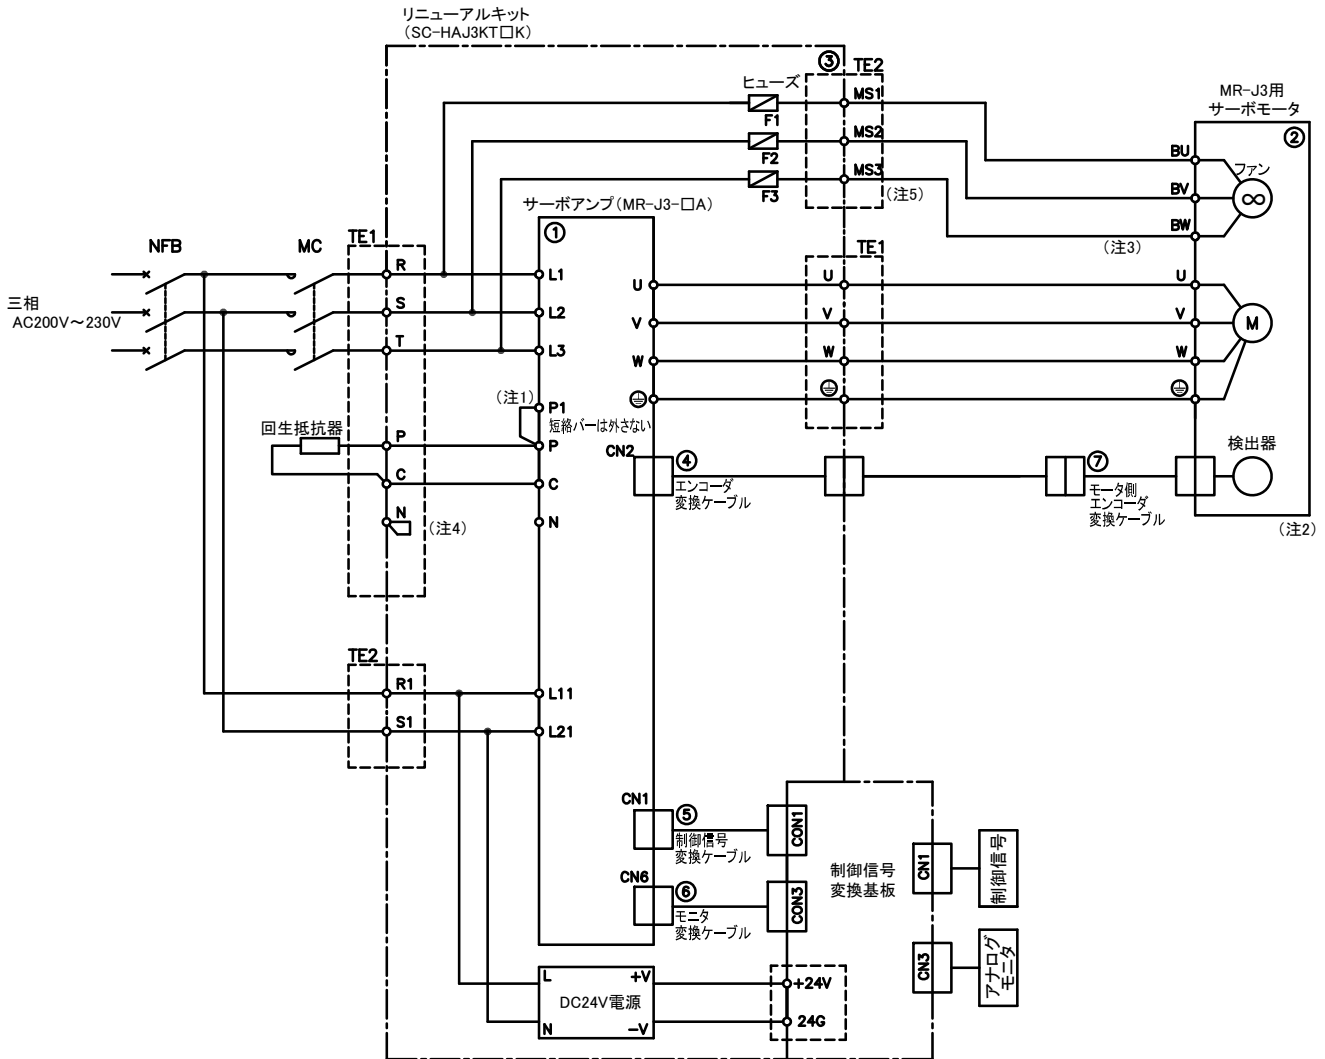 リニューアルキット
(SC-HAJ3KT□K)
③
TE2
ヒューズ
MS1
F1
MS2
F2
MS3
F3
(注5)
MR-J3用
サーボモータ
②
BU
ファン
BV
BW
(注3)
サーボアンプ(MR-J3-□A)
①
NFB
MC
TE1
R
L1
S
L2
T
L3
三相
AC200V～230V
TE1
U
U
U
V
V
V
M
W
W
W
(注1)
P1
短絡バーは外さない
回生抵抗器
P
P
C
C
N
N
(注4)
CN2
④
エンコーダ
変換ケーブル
⑦
モータ側
エンコーダ
変換ケーブル
検出器
(注2)
TE2
R1
L11
S1
L21
CN1
⑤
制御信号
変換ケーブル
CON1
CN6
⑥
モニタ
変換ケーブル
CON3
制御信号
変換基板
CN1
制御信号
CN3
アナログ
モニタ
L
+V
DC24V電源
N
-V
+24V
24G